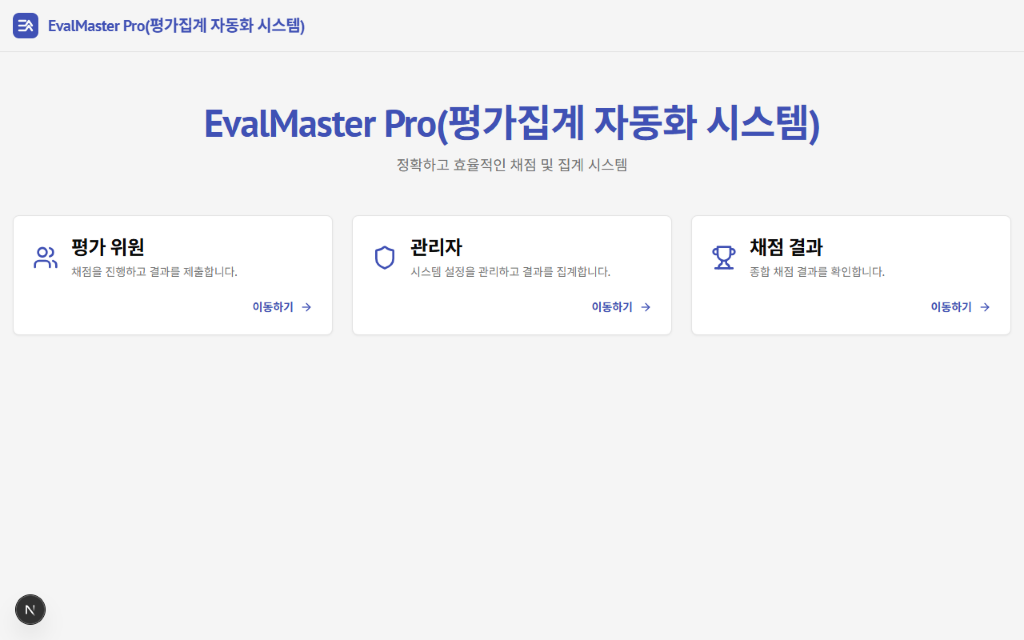 EvalMaster Pro(평가집계 자동화 시스템)
EvalMaster Pro(평가집계 자동화 시스템)
정확하고 효율적인 채점 및 집계 시스템
평가 위원
채점을 진행하고 결과를 제출합니다.
이동하기
관리자
시스템 설정을 관리하고 결과를 집계합니다.
이동하기
채점 결과
종합 채점 결과를 확인합니다.
이동하기
N